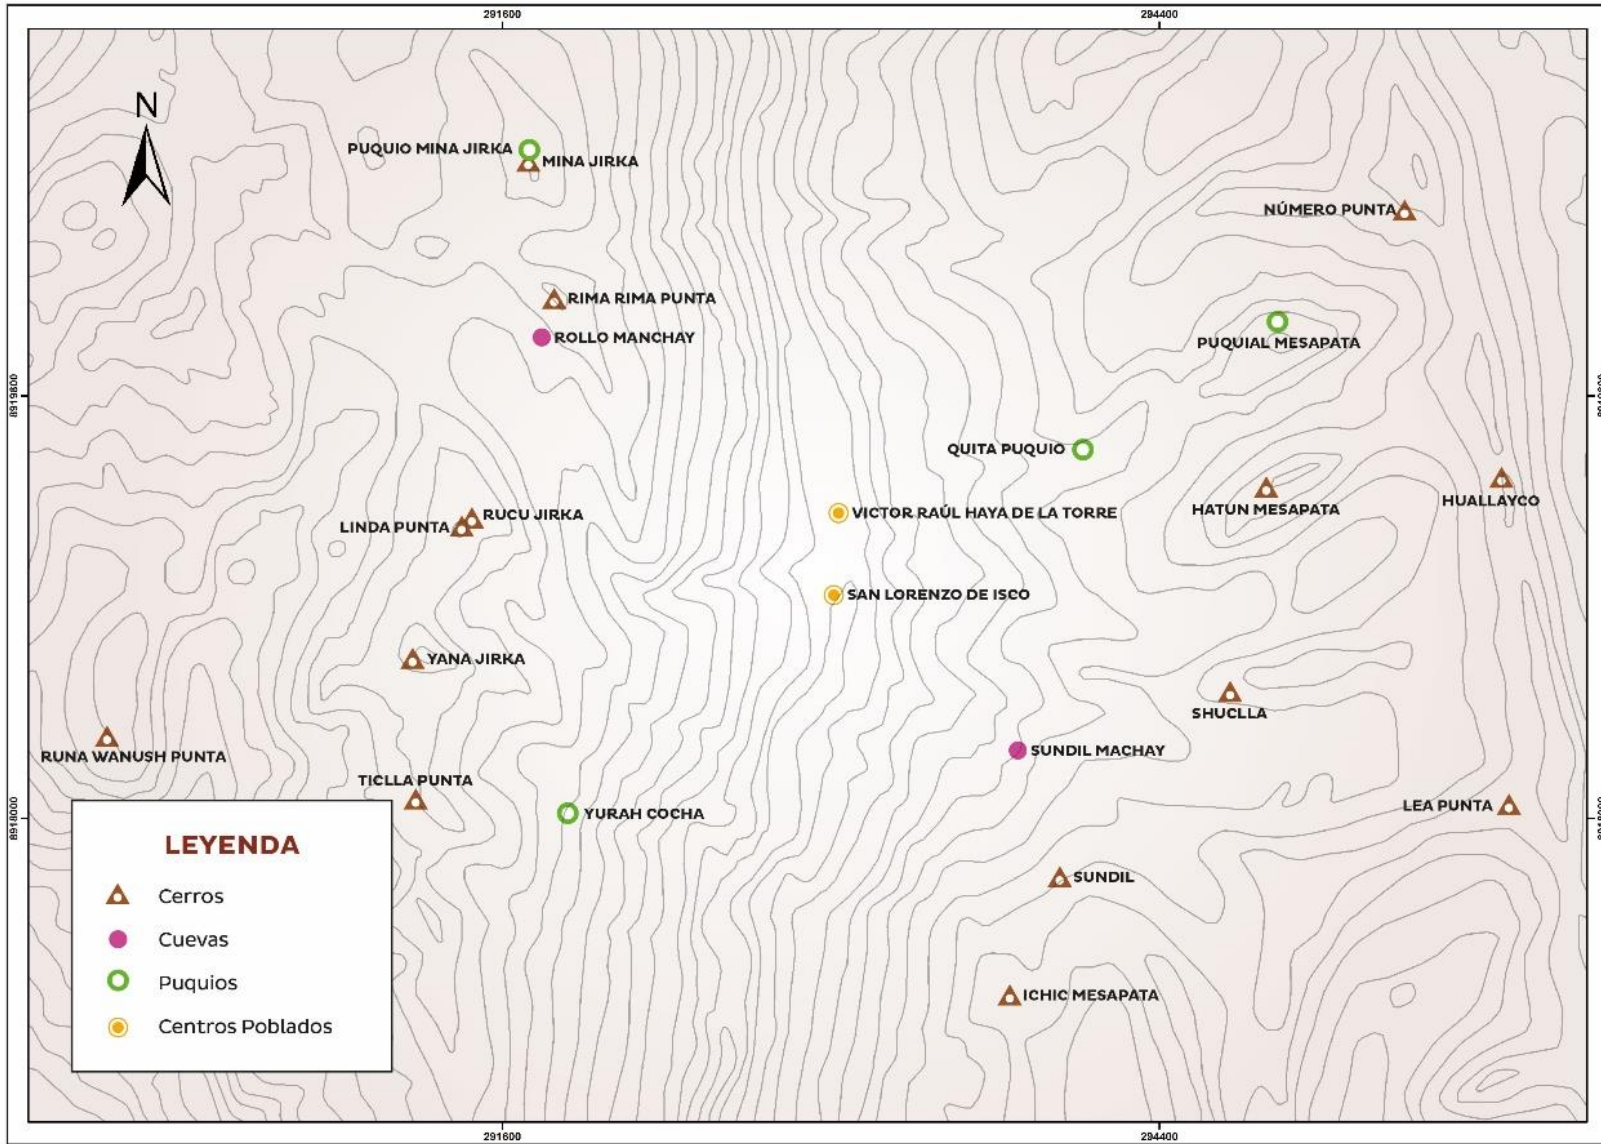 291600
294400
N
PUQUIO MINA JIRKA
MINA JIRKA
NÚMERO PUNTA
RIMA RIMA PUNTA
ROLLO MANCHAY
PUQUIAL MESAPATA
8919800
QUITA PUQUIO
HUALLAYCO
HATUN MESAPATA
VICTOR RAÚL HAYA DE LA TORRE
RUCU JIRKA
LINDA PUNTA
SAN LORENZO DE ISCO
YANA JIRKA
SHUCLLA
RUNA WANUSH PUNTA
SUNDIL MACHAY
TICLLA PUNTA
LEA PUNTA
YURAH COCHA
8918000
SUNDIL
ICHIC MESAPATA
LEYENDA
Cerros
Cuevas
Puquios
Centros Poblados
291600
294400